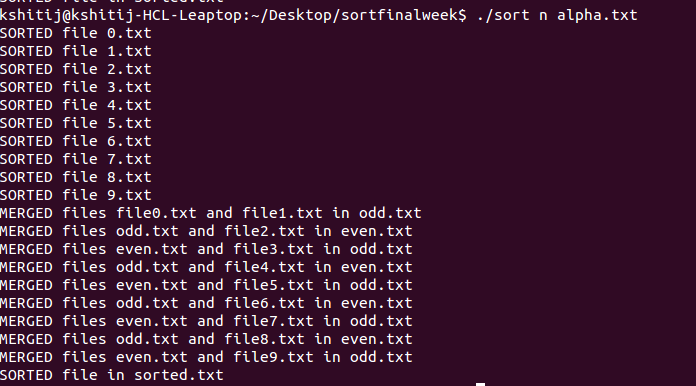 SORTED file in sorted.txt
kshitij@kshitij-HCL-Leaptop:~/Desktop/sortfinalweek$ ./sort n alpha.txt
SORTED file 0.txt
SORTED file 1.txt
SORTED file 2.txt
SORTED file 3.txt
SORTED file 4.txt
SORTED file 5.txt
SORTED file 6.txt
SORTED file 7.txt
SORTED file 8.txt
SORTED file 9.txt
MERGED files file0.txt and file1.txt in odd.txt
MERGED files odd.txt and file2.txt in even.txt
MERGED files even.txt and file3.txt in odd.txt
MERGED files odd.txt and file4.txt in even.txt
MERGED files even.txt and file5.txt in odd.txt
MERGED files odd.txt and file6.txt in even.txt
MERGED files even.txt and file7.txt in odd.txt
MERGED files odd.txt and file8.txt in even.txt
MERGED files even.txt and file9.txt in odd.txt
SORTED file in sorted.txt